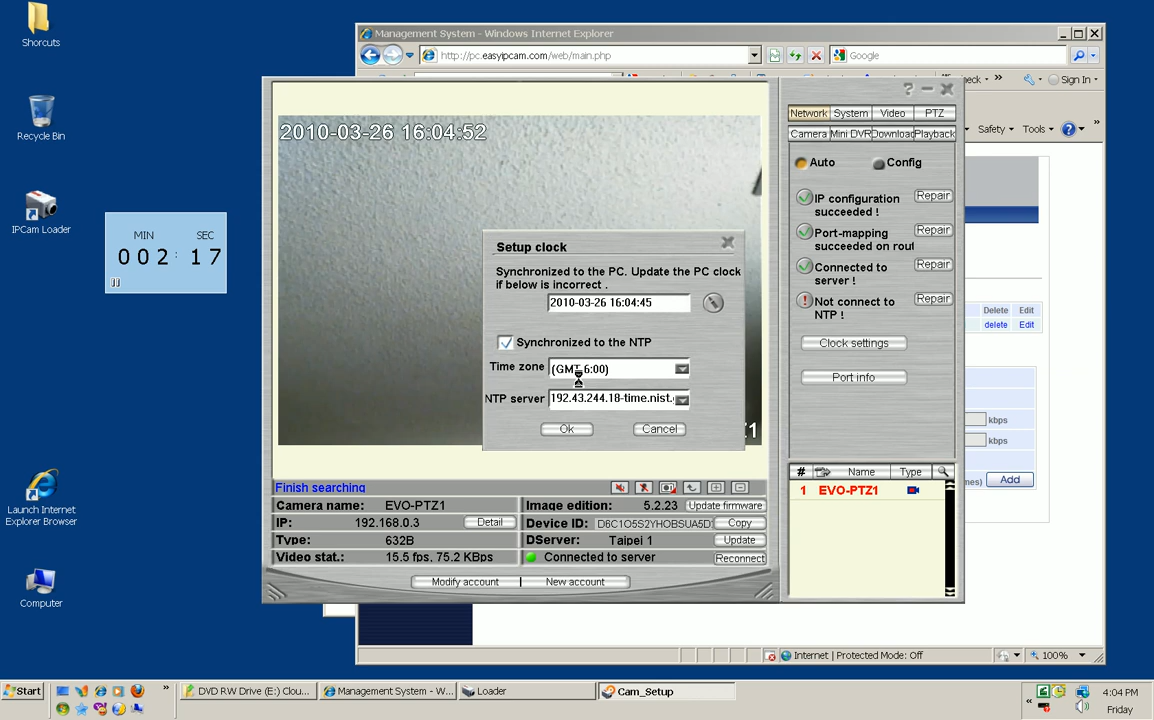 Shorcuts
Recycle Bin
IPCam Loader
MIN SEC
002:17
Launch Internet
Explorer Browser
Computer
Management System - Windows Internet Explorer
http://pc.easyipcam.com/web/main.php
Google
Sign In
Safety
Tools
Delete Edit
delete Edit
kbps
kbps
Add
2010-03-26 16:04:52
Setup clock
Synchronized to the PC. Update the PC clock
if below is incorrect .
2010-03-26 16:04:45
Synchronized to the NTP
Time zone
NTP server
192.43.244.18-time.nist.
Ok Cancel
Network System Video PTZ
Camera Mini DVR Download Playback
Auto Config
IP configuration
succeeded !
Repair
Port-mapping
succeeded on rout
Repair
Connected to
server !
Repair
Not connect to
NTP !
Repair
Clock settings
Port info
# Name Type
1 EVO-PTZ1
Finish searching
Camera name: EVO-PTZ1 Image edition: 5.2.23 Update firmware
IP: 192.168.0.3 Detail Device ID: D6C1O5S2YHOBSUA5D Copy
Type: 632B DServer: Taipei 1 Update
Video stat.: 15.5 fps, 75.2 KBps Connected to server Reconnect
Modify account | New account
Internet | Protected Mode: Off
100%
Start
DVD RW Drive (E:) Clou...
Management System - W...
Loader
Cam_Setup
4:04 PM
Friday